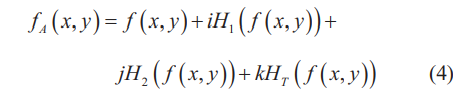 f_A(x,y) = f(x,y) + iH_1(f(x,y)) +
jH_2(f(x,y)) + kH_T(f(x,y)) (4)